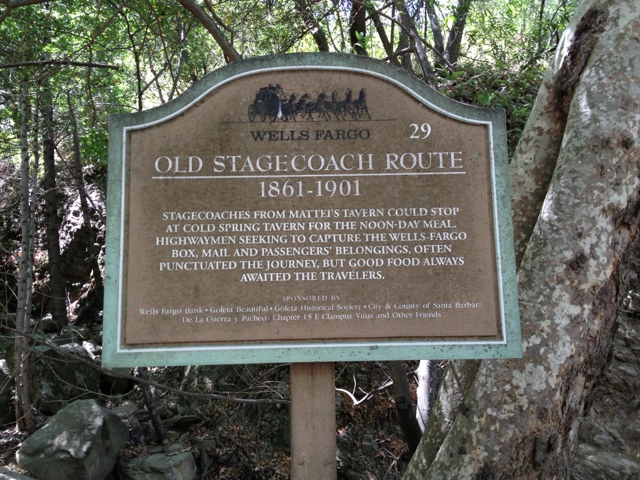 WELLS FARGO
29
OLD STAGECOACH ROUTE
1861-1901
STAGECOACHES FROM MATTEI'S TAVERN COULD STOP
AT COLD SPRING TAVERN FOR THE NOON-DAY MEAL.
HIGHWAYMEN SEEKING TO CAPTURE THE WELLS-FARGO
BOX, MAIL AND PASSENGERS' BELONGINGS, OFTEN
PUNCTUATED THE JOURNEY, BUT GOOD FOOD ALWAYS
AWAITED THE TRAVELERS.
SPONSORED BY
Wells Fargo Bank • Goleta Beautiful • Goleta Historical Society • City & County of Santa Barbara
De La Guerra y Pacheco Chapter 1.5 E Clampus Vitus and Other Friends